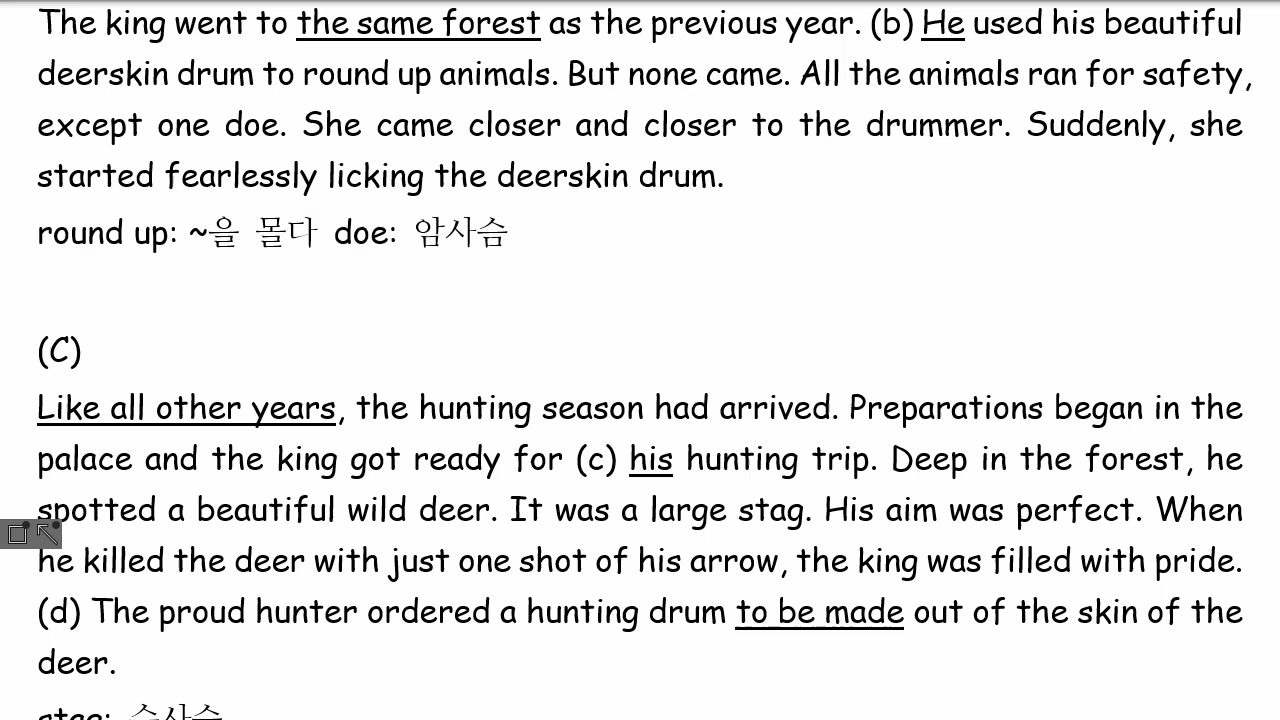 The king went to the same forest as the previous year. (b) He used his beautiful
deerskin drum to round up animals. But none came. All the animals ran for safety,
except one doe. She came closer and closer to the drummer. Suddenly, she
started fearlessly licking the deerskin drum.
round up: ~을 몰다 doe: 암사슴
(C)
Like all other years, the hunting season had arrived. Preparations began in the
palace and the king got ready for (c) his hunting trip. Deep in the forest, he
spotted a beautiful wild deer. It was a large stag. His aim was perfect. When
he killed the deer with just one shot of his arrow, the king was filled with pride.
(d) The proud hunter ordered a hunting drum to be made out of the skin of the
deer.
stag: 수사슴